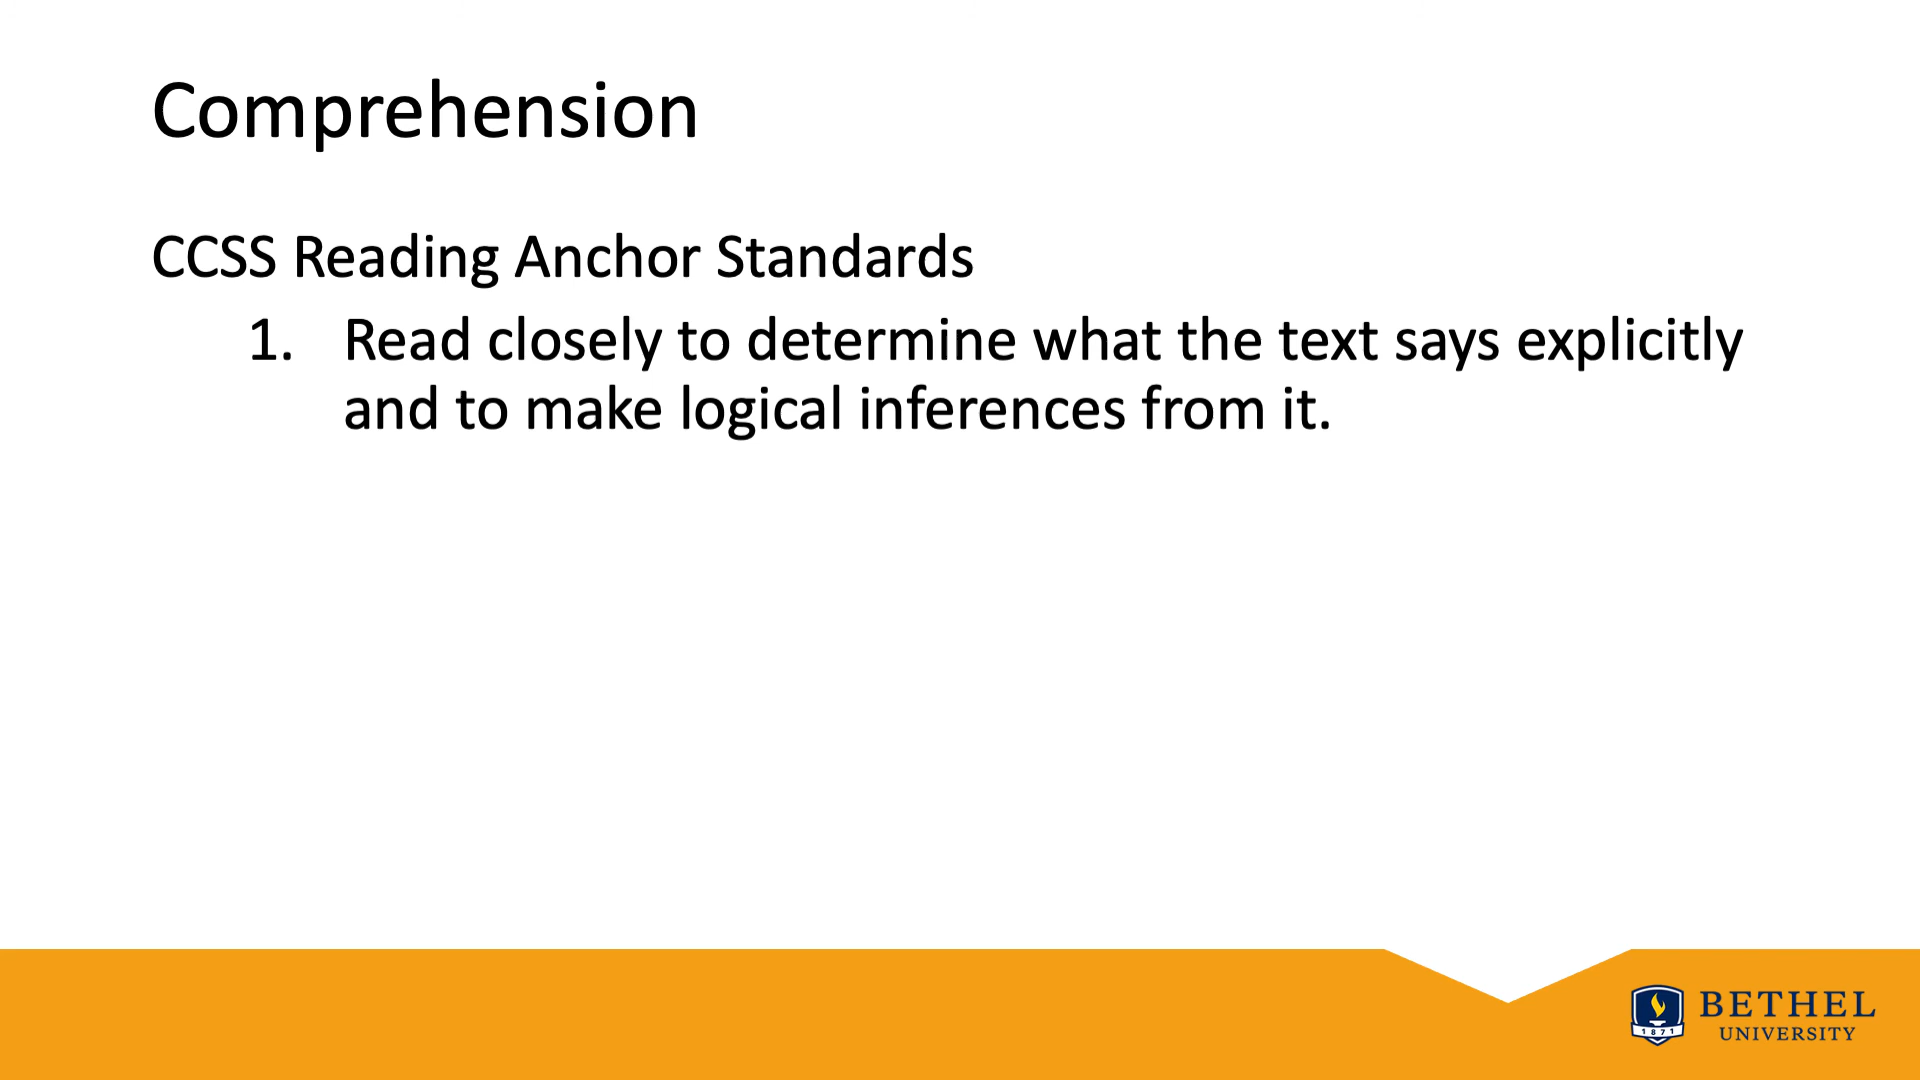 Comprehension
CCSS Reading Anchor Standards
1. Read closely to determine what the text says explicitly
and to make logical inferences from it.
1871
BETHEL
UNIVERSITY